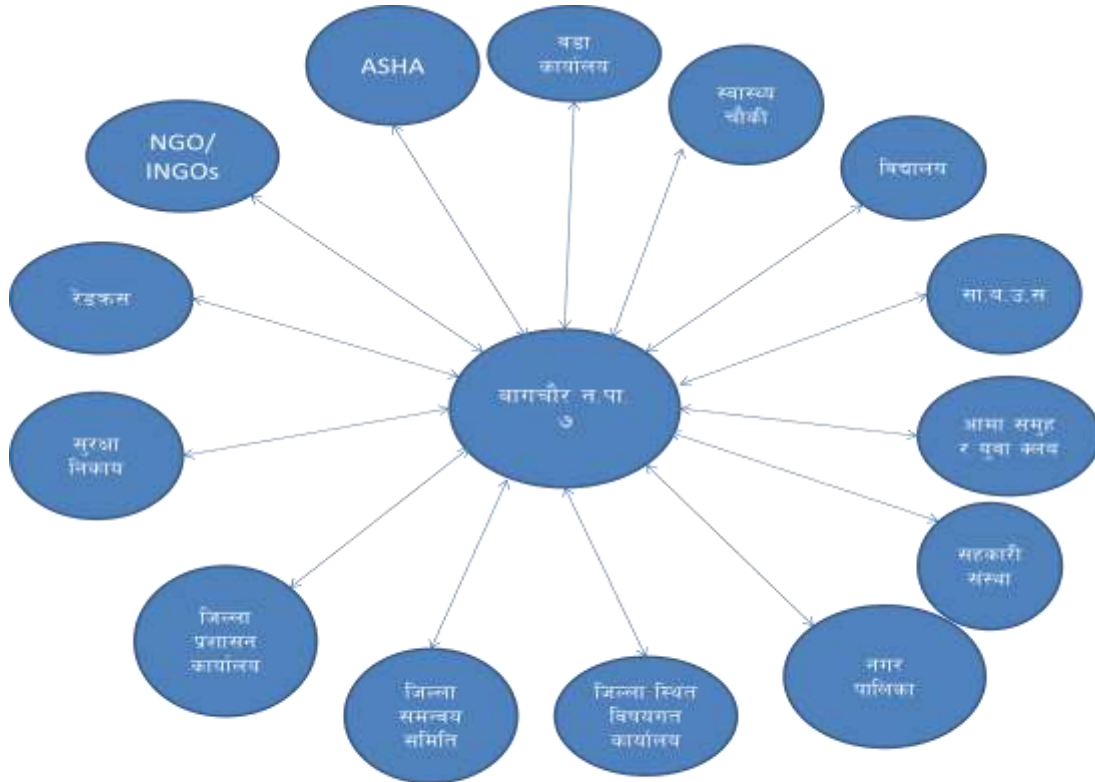 ASHA
वडा
कार्यालय
स्वास्थ्य
चौकी
NGO/
INGOs
विद्यालय
रेडक्रस
सा.व.उ.स
वागचौर न.पा.
७
सुरक्षा
निकाय
आमा समुह
र युवा क्लव
सहकारी
संस्था
जिल्ला
प्रशासन
कार्यालय
नगर
पालिका
जिल्ला
समन्वय
समिति
जिल्ला स्थित
विषयगत
कार्यालय